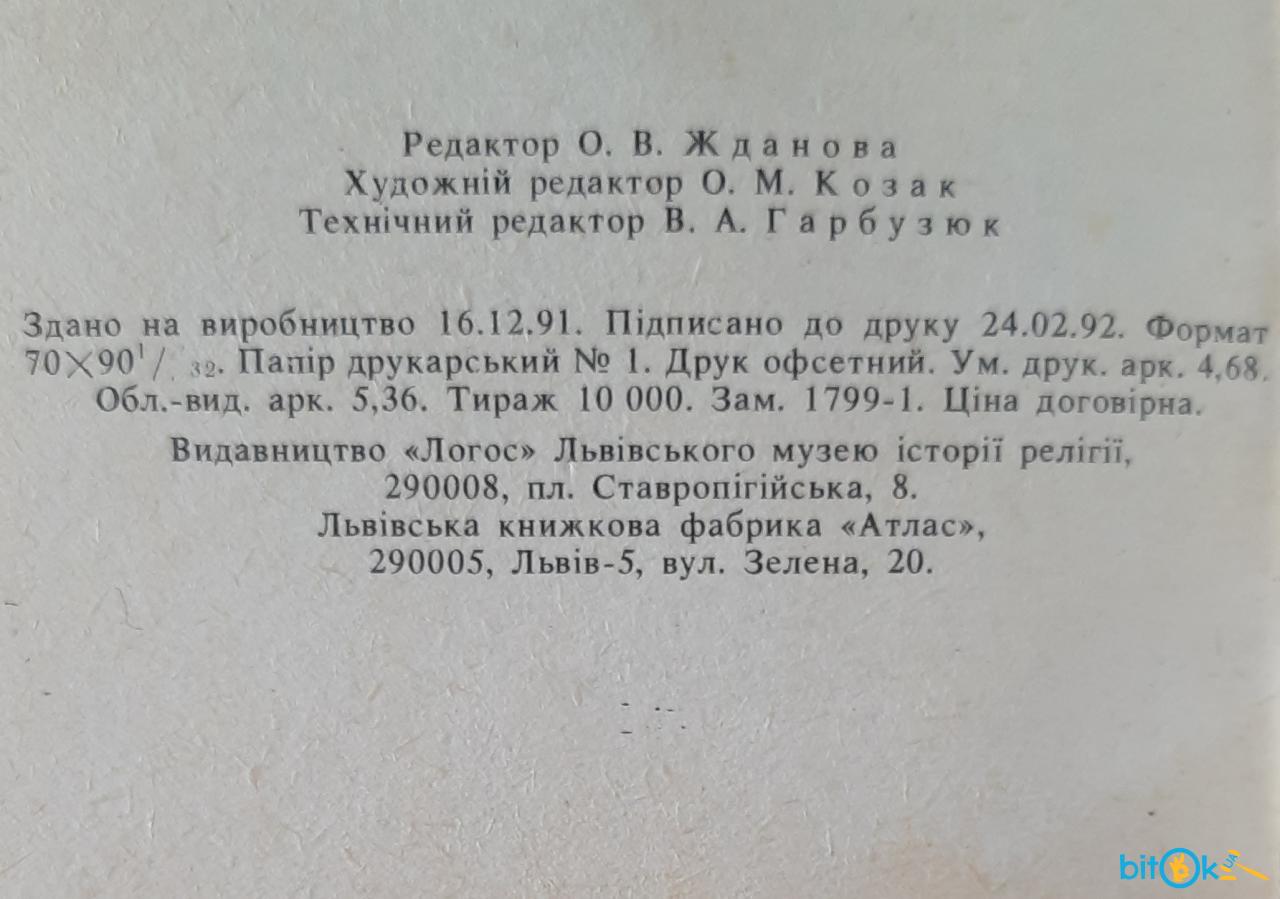 Редактор О. В. Жданова
Художній редактор О. М. Козак
Технічний редактор В. А. Гарбузюк
Здано на виробництво 16.12.91. Підписано до друку 24.02.92. Формат
70×90¹/ 32. Папір друкарський № 1. Друк офсетний. Ум. друк. арк. 4,68.
Обл.-вид. арк. 5,36. Тираж 10 000. Зам. 1799-1. Ціна договірна.
Видавництво «Логос» Львівського музею історії релігії,
290008, пл. Ставропігійська, 8.
Львівська книжкова фабрика «Атлас»,
290005, Львів-5, вул. Зелена, 20.
bitOk UA